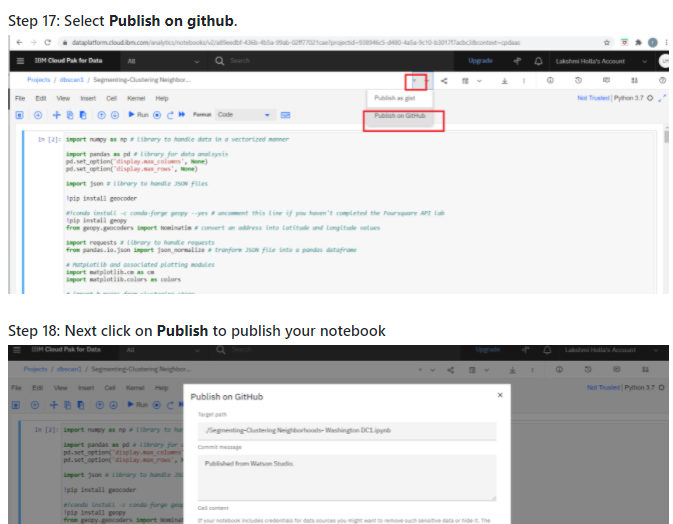 Step 17: Select Publish on github.
dataplatform.cloud.ibm.com/analytics/notebooks/v2/
IBM Cloud Pak for Data All Search Upgrade Lakshmi Holla's Account
Projects / dbscan1 / Segmenting-Clustering Neighbor...
Publish as gist
Publish on GitHub
File Edit View Insert Cell Kernel Help Not Trusted | Python 3.7
Run Format Code
In [2]: import numpy as np # library to handle data in a vectorized manner
import pandas as pd # library for data analsysis
pd.set_option('display.max_columns', None)
pd.set_option('display.max_rows', None)
import json # library to handle JSON files
!pip install geocoder
#!conda install -c conda-forge geopy --yes # uncomment this line if you haven't completed the Foursquare API lab
!pip install geopy
from geopy.geocoders import Nominatim # convert an address into latitude and longitude values
import requests # library to handle requests
from pandas.io.json import json_normalize # tranform JSON file into a pandas dataframe
# Matplotlib and associated plotting modules
import matplotlib.cm as cm
import matplotlib.colors as colors
Step 18: Next click on Publish to publish your notebook
IBM Cloud Pak for Data All Search Upgrade Lakshmi Holla's Account
Projects / dbscan1 / Segmenting-Clustering Neighbor...
File Edit View Insert Cell Kernel Help Not Trusted | Python 3.7
Run
In [2]: import numpy as np # library to ha
import pandas as pd # library for
pd.set_option('display.max_columns'
pd.set_option('display.max_rows',
import json # library to handle JS
!pip install geocoder
#!conda install -c conda-forge geop
!pip install geopy
from geopy.geocoders import Nominat
Publish on GitHub
Target path
./Segmenting-Clustering Neighborhoods- Washington DC1.ipynb
Commit message
Published from Watson Studio.
Cell content
If your notebook includes credentials for data sources you might want to remove such sensitive data or hide it. The